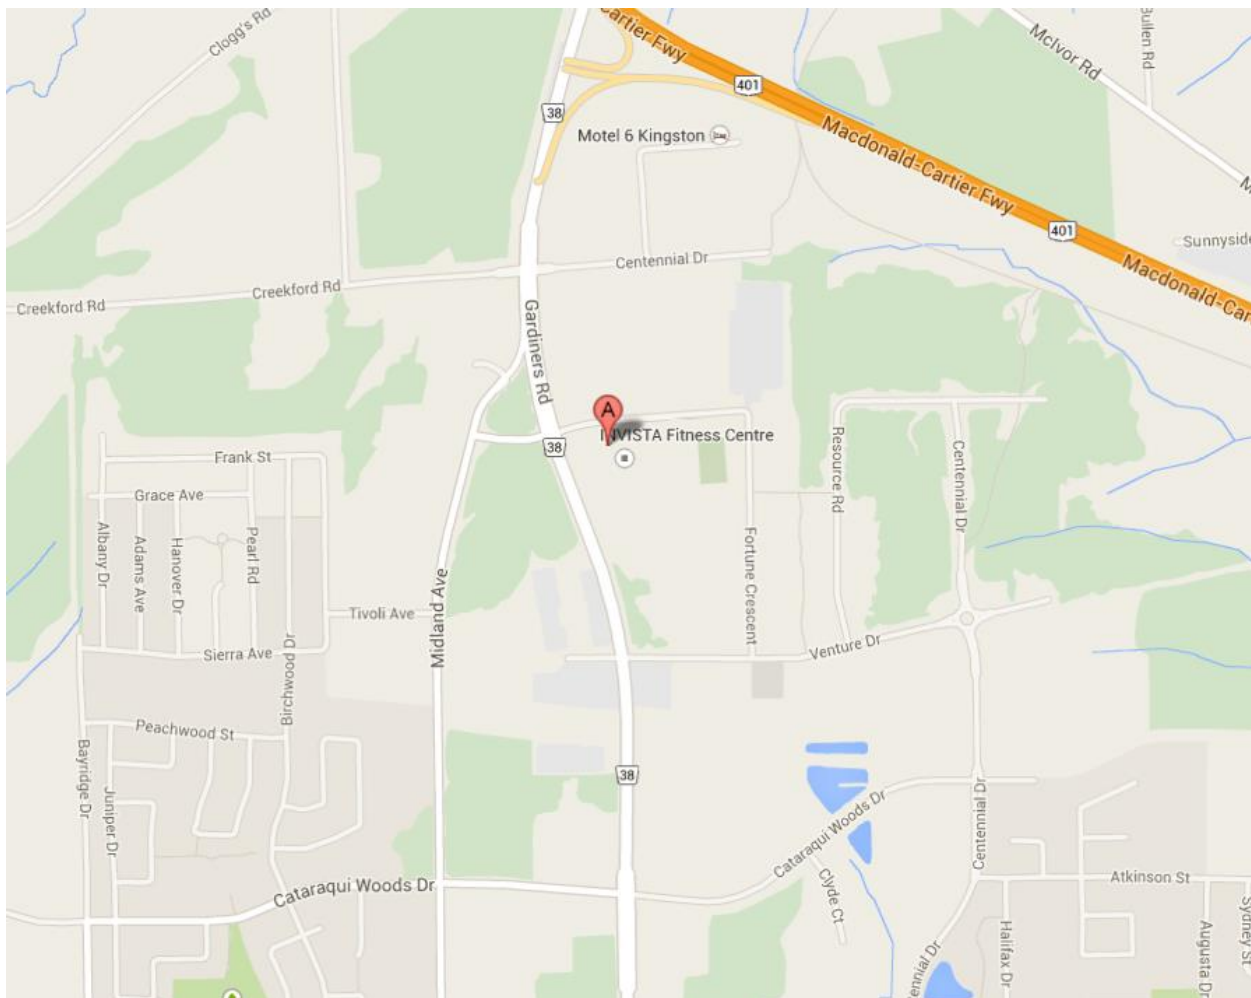 Clogg's Rd
Cartier Fwy
401
McIvor Rd
Bullen Rd
38
Motel 6 Kingston
Macdonald-Cartier Fwy
401
Sunnyside
Macdonald-Car
Centennial Dr
Creekford Rd
Creekford Rd
Gardiners Rd
A
INVISTA Fitness Centre
38
Resource Rd
Centennial Dr
Frank St
Grace Ave
Albany Dr
Adams Ave
Hanover Dr
Pearl Rd
Fortune Crescent
Tivoli Ave
Midland Ave
Sierra Ave
Birchwood Dr
Venture Dr
Peachwood St
Bayridge Dr
Juniper Dr
38
Cataraqui Woods Dr
Centennial Dr
Cataraqui Woods Dr
Clyde Ct
Atkinson St
ennial Dr
Halifax Dr
Augusta Dr
Sydney St